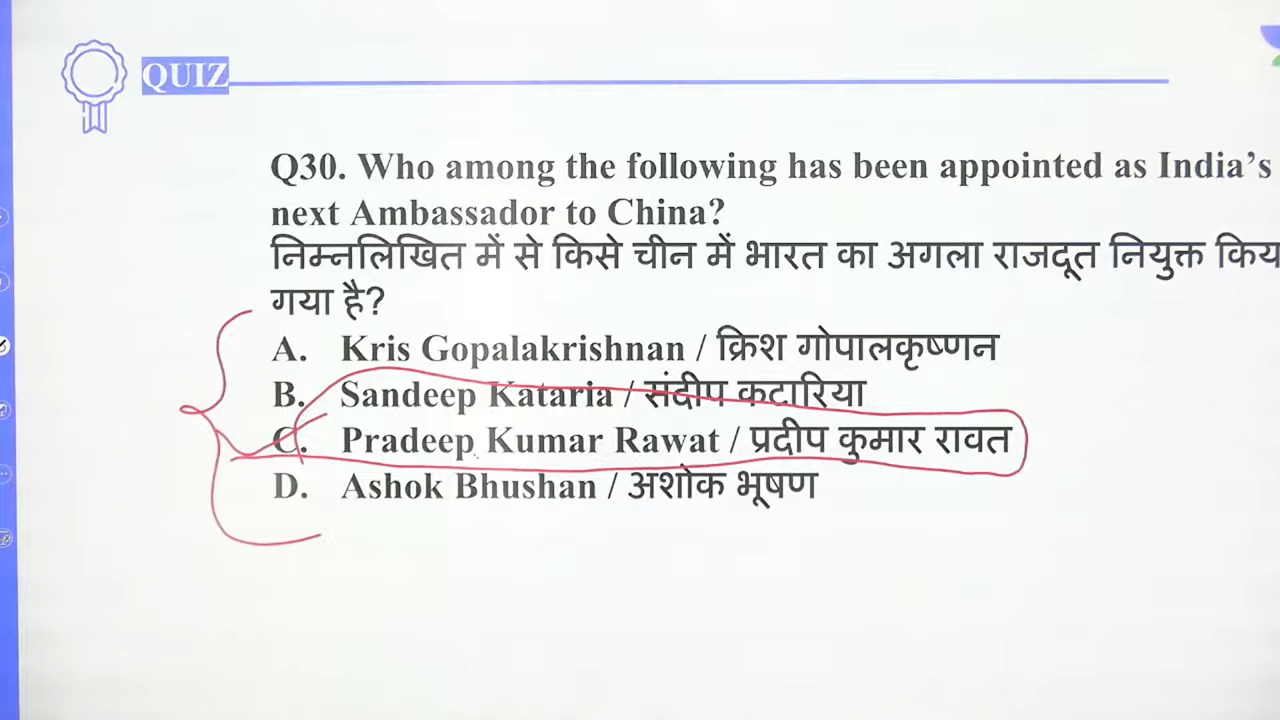 QUIZ
Q30. Who among the following has been appointed as India’s
next Ambassador to China?
निम्नलिखित में से किसे चीन में भारत का अगला राजदूत नियुक्त किय
गया है?
A. Kris Gopalakrishnan / क्रिश गोपालकृष्णन
B. Sandeep Kataria / संदीप कटारिया
C. Pradeep Kumar Rawat / प्रदीप कुमार रावत
D. Ashok Bhushan / अशोक भूषण